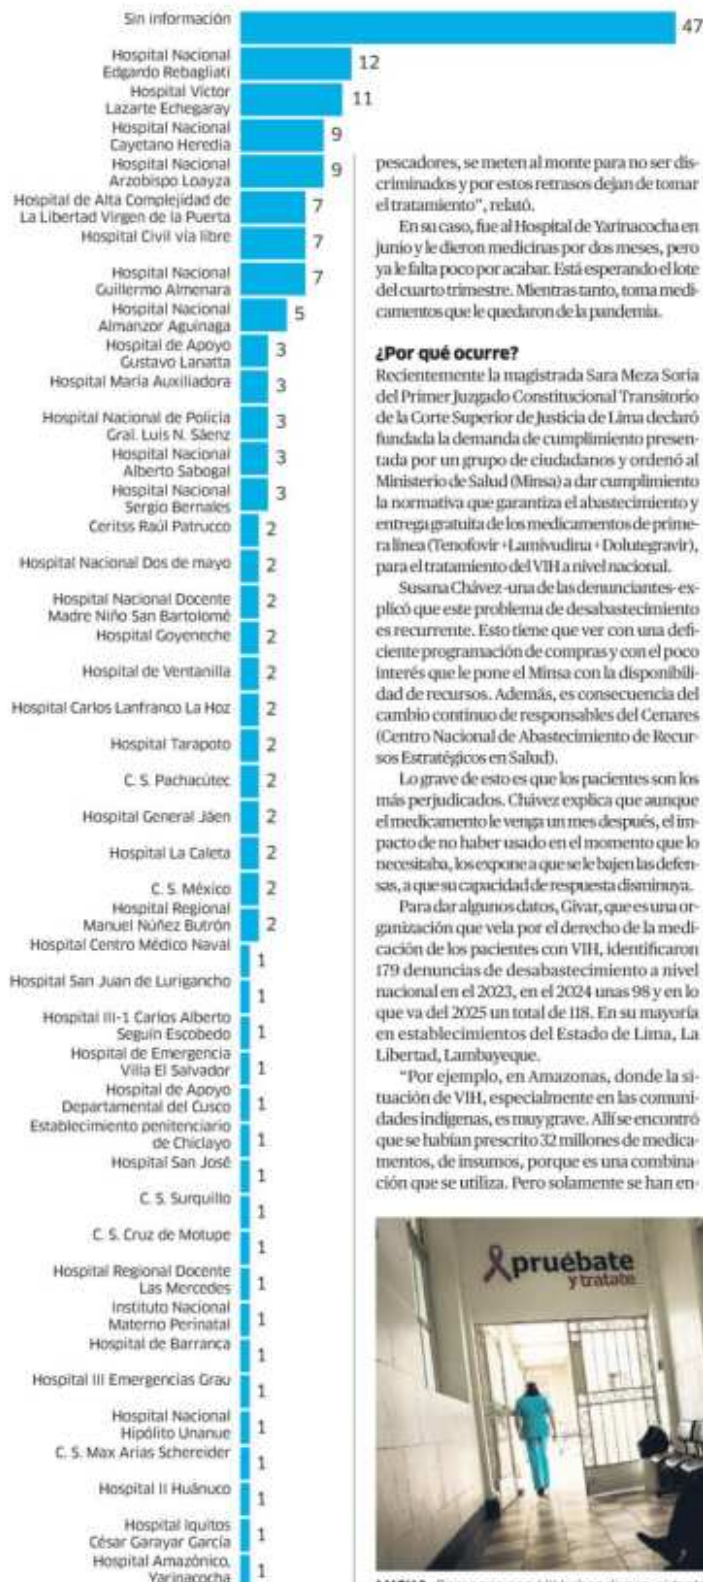 Sin información
47
Hospital Nacional
Edgardo Rebagliati
12
Hospital Víctor
Lazarte Echegaray
11
Hospital Nacional
Cayetano Heredia
9
Hospital Nacional
Arzobispo Loayza
9
Hospital de Alta Complejidad de
La Libertad Virgen de la Puerta
7
Hospital Civil vía libre
7
Hospital Nacional
Guillermo Almenara
7
Hospital Nacional
Almanzor Aguinaga
5
Hospital de Apoyo
Gustavo Lanatta
3
Hospital María Auxiliadora
3
Hospital Nacional de Policía
Gral. Luis N. Sáenz
3
Hospital Nacional
Alberto Sabogal
3
Hospital Nacional
Sergio Bernales
3
Ceritss Raúl Patrucco
2
Hospital Nacional Dos de mayo
2
Hospital Nacional Docente
Madre Niño San Bartolomé
2
Hospital Goyeneche
2
Hospital de Ventanilla
2
Hospital Carlos Lanfranco La Hoz
2
Hospital Tarapoto
2
C. S. Pachacútec
2
Hospital General Jáen
2
Hospital La Caleta
2
C. S. México
2
Hospital Regional
Manuel Núñez Butrón
2
Hospital Centro Médico Naval
1
Hospital San Juan de Lurigancho
1
Hospital III-1 Carlos Alberto
Seguín Escobedo
1
Hospital de Emergencia
Villa El Salvador
1
Hospital de Apoyo
Departamental del Cusco
1
Establecimiento penitenciario
de Chiclayo
1
Hospital San José
1
C. S. Surquillo
1
C. S. Cruz de Motupe
1
Hospital Regional Docente
Las Mercedes
1
Instituto Nacional
Materno Perinatal
1
Hospital de Barranca
1
Hospital III Emergencias Grau
1
Hospital Nacional
Hipólito Unanue
1
C. S. Max Arias Schereider
1
Hospital II Huánuco
1
Hospital Iquitos
César Garayar García
1
Hospital Amazónico,
Yarinacocha
1
pescadores, se meten al monte para no ser dis-
criminados y por estos retrasos dejan de tomar
el tratamiento”, relató.
En su caso, fue al Hospital de Yarinacocha en
junio y le dieron medicinas por dos meses, pero
ya le falta poco por acabar. Está esperando el lote
del cuarto trimestre. Mientras tanto, toma medi-
camentos que le quedaron de la pandemia.
¿Por qué ocurre?
Recientemente la magistrada Sara Meza Soria
del Primer Juzgado Constitucional Transitorio
de la Corte Superior de Justicia de Lima declaró
fundada la demanda de cumplimiento presen-
tada por un grupo de ciudadanos y ordenó al
Ministerio de Salud (Minsa) a dar cumplimiento
la normativa que garantiza el abastecimiento y
entrega gratuita de los medicamentos de prime-
ra línea (Tenofovir +Lamivudina + Dolutegravir),
para el tratamiento del VIH a nivel nacional.
Susana Chávez -una de las denunciantes- ex-
plicó que este problema de desabastecimiento
es recurrente. Esto tiene que ver con una defi-
ciente programación de compras y con el poco
interés que le pone el Minsa con la disponibili-
dad de recursos. Además, es consecuencia del
cambio continuo de responsables del Cenares
(Centro Nacional de Abastecimiento de Recur-
sos Estratégicos en Salud).
Lo grave de esto es que los pacientes son los
más perjudicados. Chávez explica que aunque
el medicamento le venga un mes después, el im-
pacto de no haber usado en el momento que lo
necesitaba, los expone a que se le bajen las defen-
sas, a que su capacidad de respuesta disminuya.
Para dar algunos datos, Givar, que es una or-
ganización que vela por el derecho de la medi-
cación de los pacientes con VIH, identificaron
179 denuncias de desabastecimiento a nivel
nacional en el 2023, en el 2024 unas 98 y en lo
que va del 2025 un total de 118. En su mayoría
en establecimientos del Estado de Lima, La
Libertad, Lambayeque.
“Por ejemplo, en Amazonas, donde la si-
tuación de VIH, especialmente en las comuni-
dades indígenas, es muy grave. Allí se encontró
que se habían prescrito 32 millones de medica-
mentos, de insumos, porque es una combina-
ción que se utiliza. Pero solamente se han en-
pruébate
y trátate